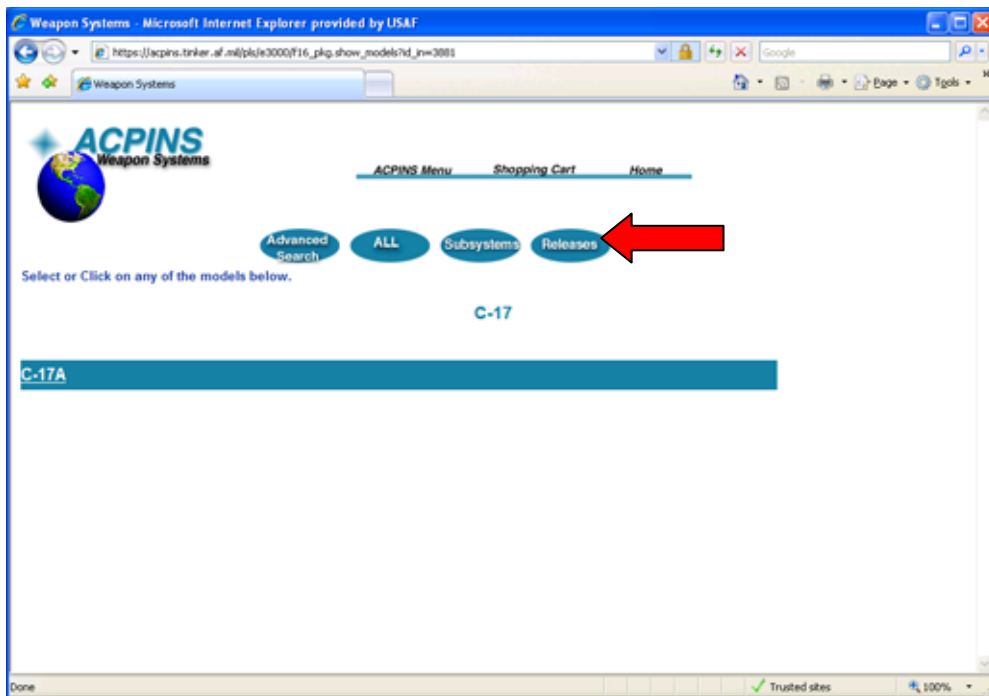 Weapon Systems - Microsoft Internet Explorer provided by USAF
https://acpins.tinker.af.mil/pls/e3000/f16_pkg.show_models?id_in=3881
Google
Weapon Systems
Page
Tools
ACPINS
Weapon Systems
ACPINS Menu Shopping Cart Home
Advanced Search ALL Subsystems Releases
Select or Click on any of the models below.
C-17
C-17A
Done
Trusted sites
100%